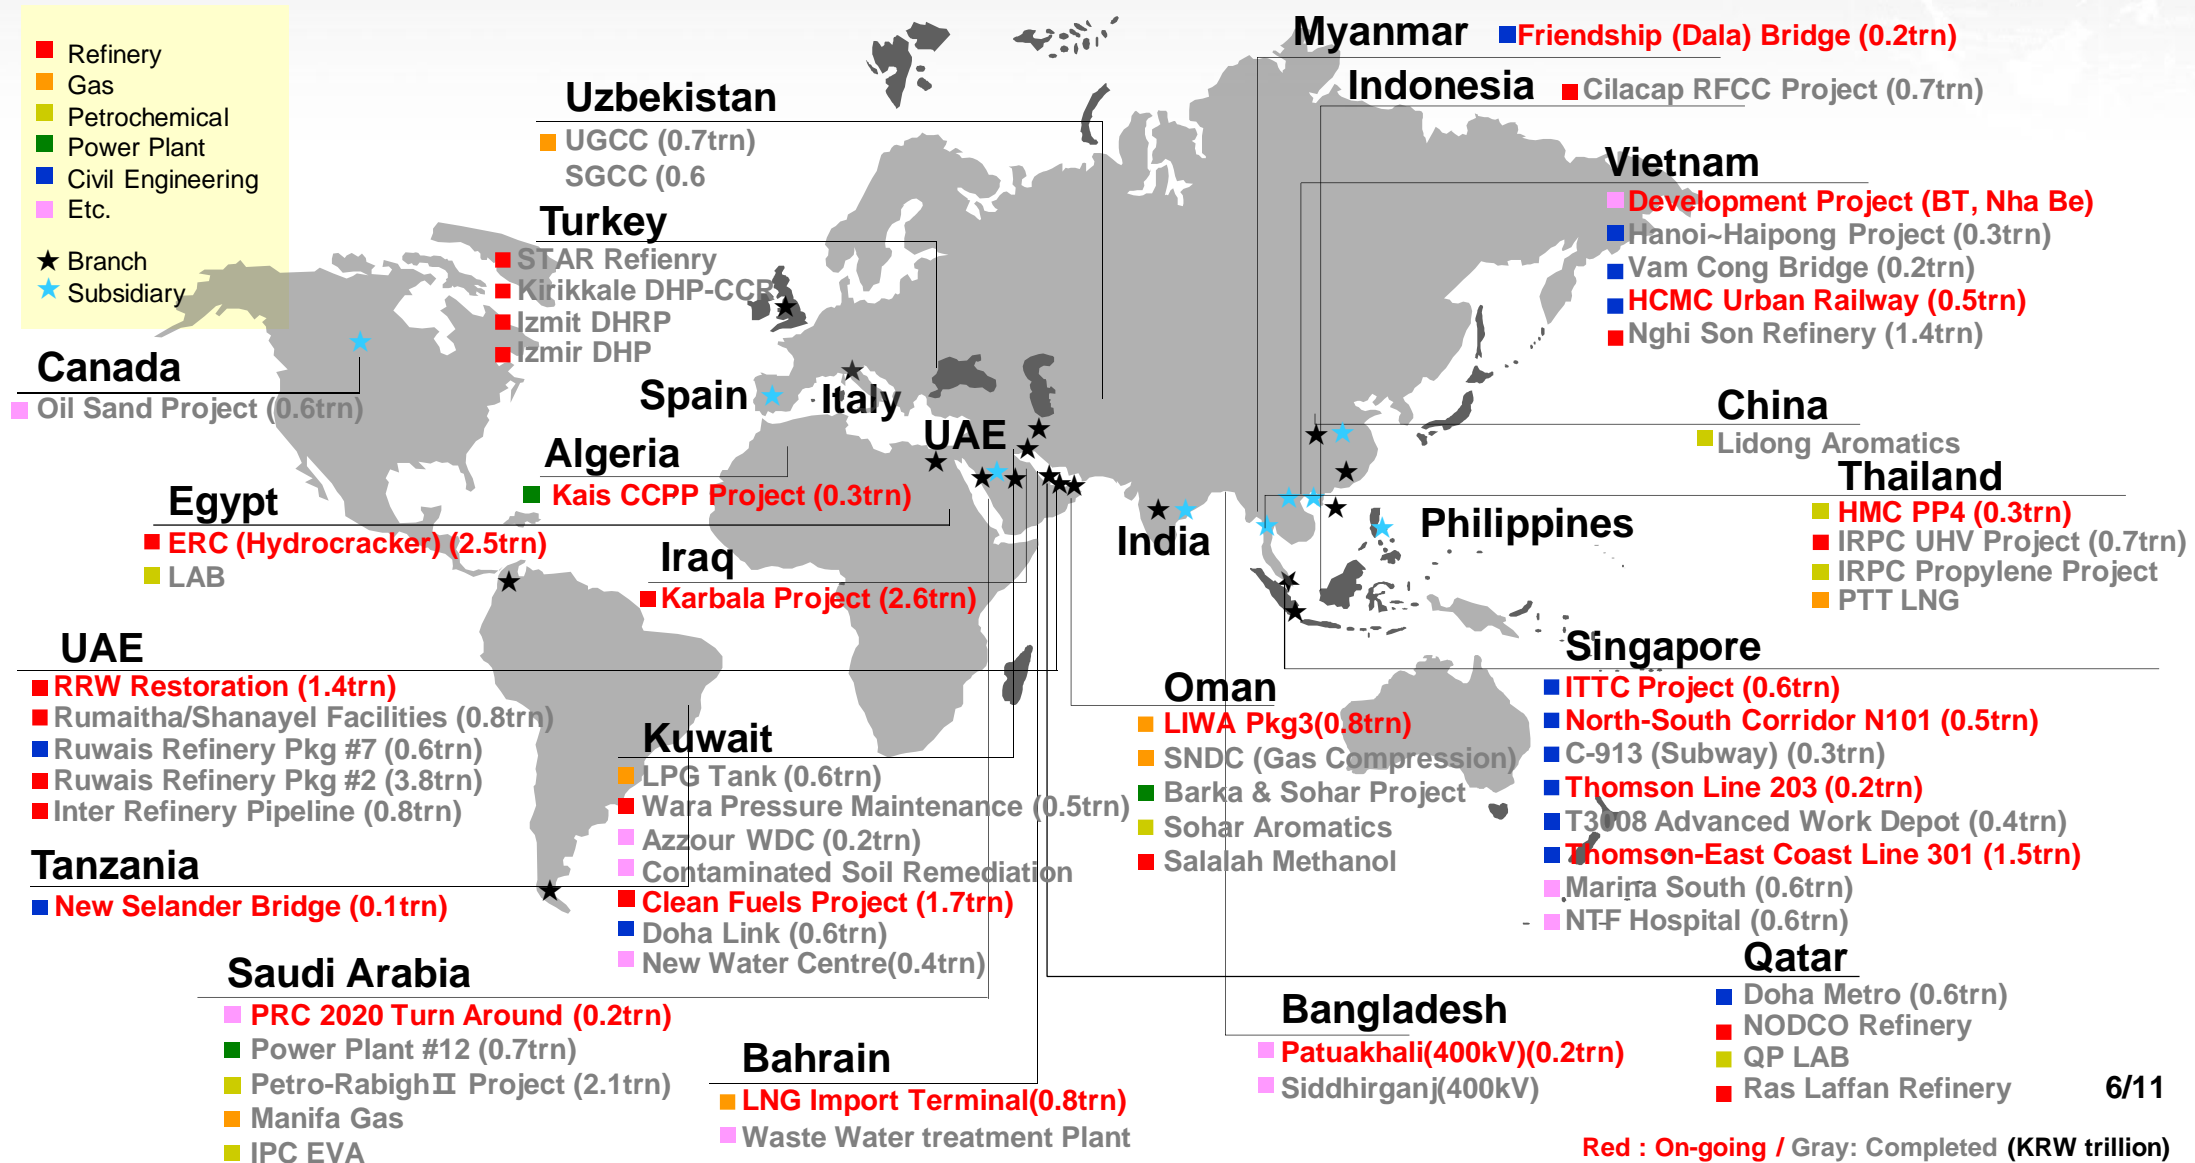 Refinery
Gas
Petrochemical
Power Plant
Civil Engineering
Etc.
Branch
Subsidiary
Myanmar
Friendship (Dala) Bridge (0.2trn)
Indonesia
Cilacap RFCC Project (0.7trn)
Uzbekistan
UGCC (0.7trn)
SGCC (0.6
Vietnam
Development Project (BT, Nha Be)
Hanoi~Haipong Project (0.3trn)
Vam Cong Bridge (0.2trn)
HCMC Urban Railway (0.5trn)
Nghi Son Refinery (1.4trn)
Turkey
STAR Refienry
Kirikkale DHP-CCR
Izmit DHRP
Izmir DHP
Canada
Oil Sand Project (0.6trn)
Spain
Italy
UAE
China
Lidong Aromatics
Algeria
Kais CCPP Project (0.3trn)
Thailand
HMC PP4 (0.3trn)
IRPC UHV Project (0.7trn)
IRPC Propylene Project
PTT LNG
Egypt
ERC (Hydrocracker) (2.5trn)
LAB
India
Philippines
Iraq
Karbala Project (2.6trn)
UAE
RRW Restoration (1.4trn)
Rumaitha/Shanayel Facilities (0.8trn)
Ruwais Refinery Pkg #7 (0.6trn)
Ruwais Refinery Pkg #2 (3.8trn)
Inter Refinery Pipeline (0.8trn)
Singapore
ITTC Project (0.6trn)
North-South Corridor N101 (0.5trn)
C-913 (Subway) (0.3trn)
Thomson Line 203 (0.2trn)
T3008 Advanced Work Depot (0.4trn)
Thomson-East Coast Line 301 (1.5trn)
Marina South (0.6trn)
NTF Hospital (0.6trn)
Oman
LIWA Pkg3(0.8trn)
SNDC (Gas Compression)
Barka & Sohar Project
Sohar Aromatics
Salalah Methanol
Kuwait
LPG Tank (0.6trn)
Wara Pressure Maintenance (0.5trn)
Azzour WDC (0.2trn)
Contaminated Soil Remediation
Clean Fuels Project (1.7trn)
Doha Link (0.6trn)
New Water Centre(0.4trn)
Tanzania
New Selander Bridge (0.1trn)
Saudi Arabia
PRC 2020 Turn Around (0.2trn)
Power Plant #12 (0.7trn)
Petro-RabighⅡ Project (2.1trn)
Manifa Gas
IPC EVA
Bahrain
LNG Import Terminal(0.8trn)
Waste Water treatment Plant
Bangladesh
Patuakhali(400kV)(0.2trn)
Siddhirganj(400kV)
Qatar
Doha Metro (0.6trn)
NODCO Refinery
QP LAB
Ras Laffan Refinery
6/11
Red : On-going / Gray: Completed (KRW trillion)